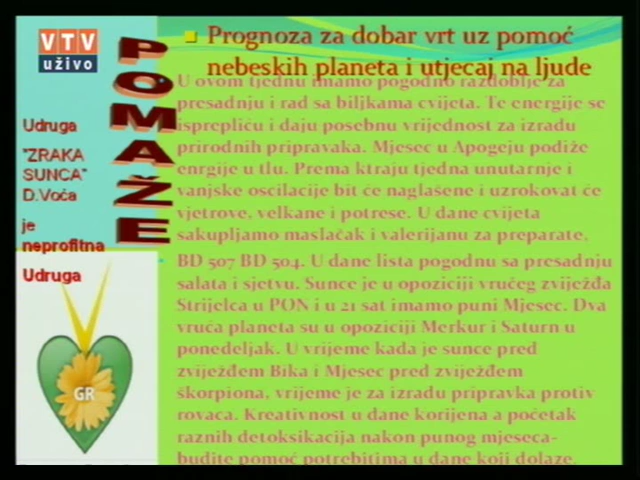 VTV
uživo
POMAŽE
Udruga
"ZRAKA
SUNCA"
D.Voća
je
neprofitna
Udruga
GR
Prognoza za dobar vrt uz pomoć
nebeskih planeta i utjecaj na ljude
U ovom tjednu imamo pogodno razdoblje za
presadnju i rad sa biljkama cvijeta. Te energije se
isprepliću i daju posebnu vrijednost za izradu
prirodnih pripravaka. Mjesec u Apogeju podiže
enrgije u tlu. Prema ktraju tjedna unutarnje i
vanjske oscilacije bit će naglašene i uzrokovat će
vjetrove, velkane i potrese. U dane cvijeta
sakupljamo maslačak i valerijanu za preparate,
BD 507 BD 504. U dane lista pogodnu sa presadnju
salata i sjetvu. Sunce je u opoziciji vrućeg zviježđa
Strijelca u PON i u 21 sat imamo puni Mjesec. Dva
vruća planeta su u opoziciji Merkur i Saturn u
ponedeljak. U vrijeme kada je sunce pred
zviježđem Bika i Mjesec pred zviježđem
škorpiona, vrijeme je za izradu pripravka protiv
rovaca. Kreativnost u dane korijena a početak
raznih detoksikacija nakon punog mjeseca-
budite pomoć potrebitima u dane koji dolaze.